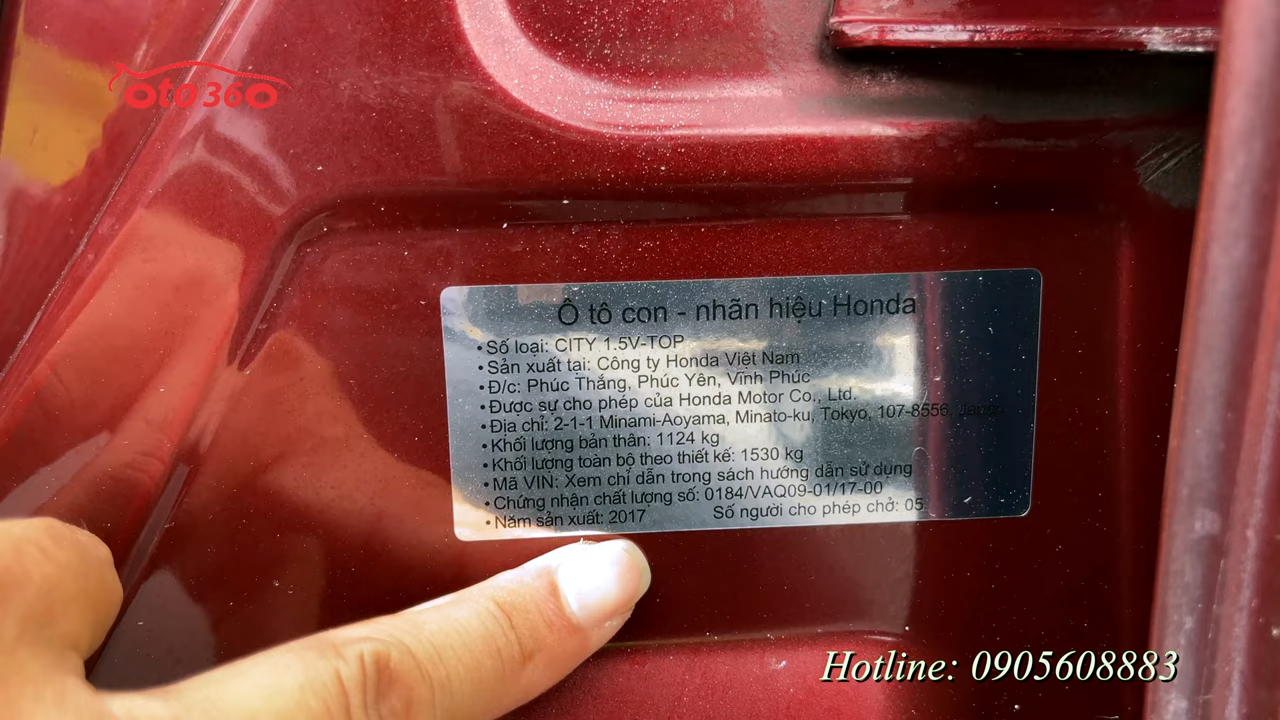 oto360
Ô tô con - nhãn hiệu Honda
• Số loại: CITY 1.5V-TOP
• Sản xuất tại: Công ty Honda Việt Nam
• Đ/c: Phúc Thắng, Phúc Yên, Vĩnh Phúc
• Được sự cho phép của Honda Motor Co., Ltd.
• Địa chỉ: 2-1-1 Minami-Aoyama, Minato-ku, Tokyo, 107-8556, Japan
• Khối lượng bản thân: 1124 kg
• Khối lượng toàn bộ theo thiết kế: 1530 kg
• Mã VIN: Xem chỉ dẫn trong sách hướng dẫn sử dụng
• Chứng nhận chất lượng số: 0184/VAQ09-01/17-00
• Năm sản xuất: 2017 Số người cho phép chở: 05
Hotline: 0905608883